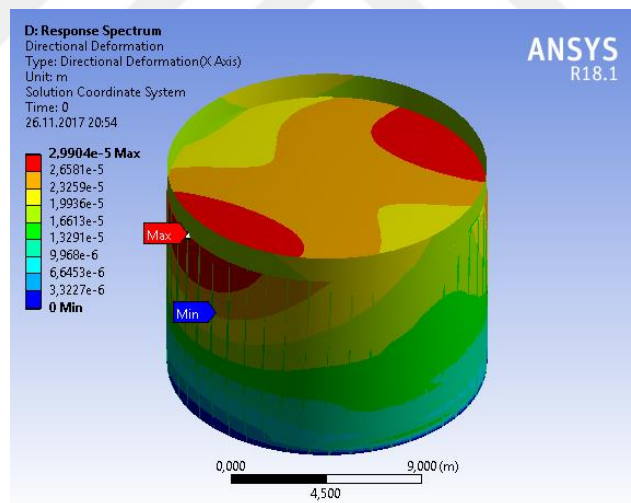 D: Response Spectrum
Directional Deformation
Type: Directional Deformation(X Axis)
Unit: m
Solution Coordinate System
Time: 0
26.11.2017 20:54
2,9904e-5 Max
2,6581e-5
2,3259e-5
1,9936e-5
1,6613e-5
1,3291e-5
9,968e-6
6,6453e-6
3,3227e-6
0 Min
ANSYS
R18.1
Max
Min
0,000
9,000 (m)
4,500